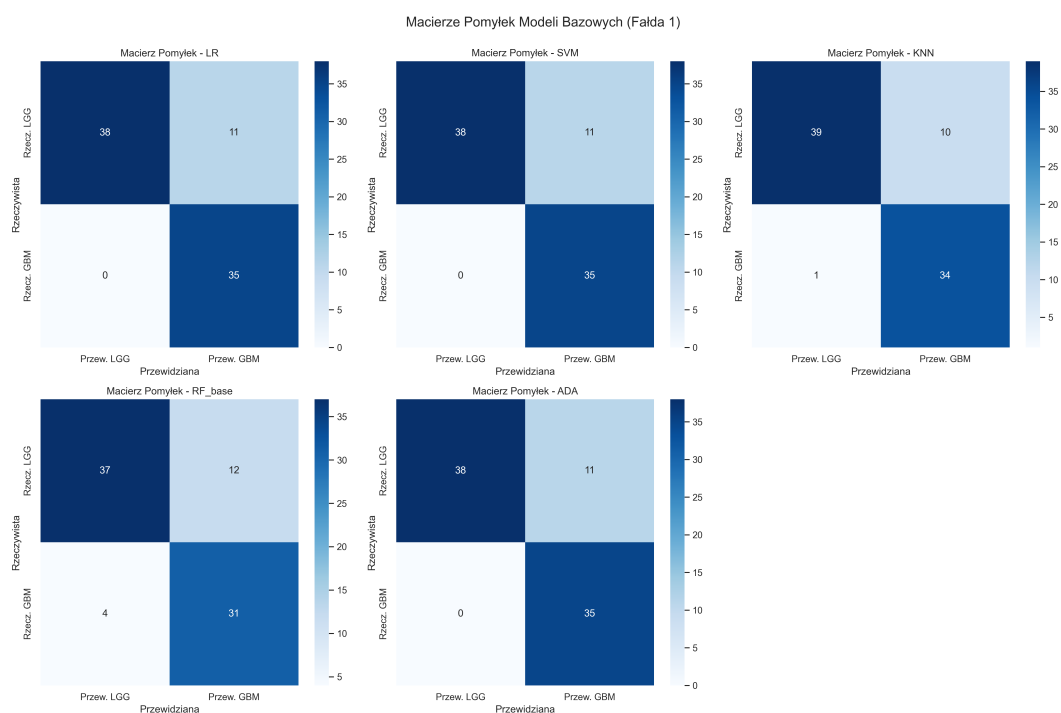 Macierze Pomyłek Modeli Bazowych (Fałda 1)
Macierz Pomyłek - LR
Rzeczywista
Rzecz. LGG
Rzecz. GBM
38
11
0
35
Przew. LGG
Przew. GBM
Przewidziana
35
30
25
20
15
10
5
0
Macierz Pomyłek - SVM
Rzeczywista
Rzecz. LGG
Rzecz. GBM
38
11
0
35
Przew. LGG
Przew. GBM
Przewidziana
35
30
25
20
15
10
5
0
Macierz Pomyłek - KNN
Rzeczywista
Rzecz. LGG
Rzecz. GBM
39
10
1
34
Przew. LGG
Przew. GBM
Przewidziana
35
30
25
20
15
10
5
Macierz Pomyłek - RF_base
Rzeczywista
Rzecz. LGG
Rzecz. GBM
37
12
4
31
Przew. LGG
Przew. GBM
Przewidziana
35
30
25
20
15
10
5
Macierz Pomyłek - ADA
Rzeczywista
Rzecz. LGG
Rzecz. GBM
38
11
0
35
Przew. LGG
Przew. GBM
Przewidziana
35
30
25
20
15
10
5
0